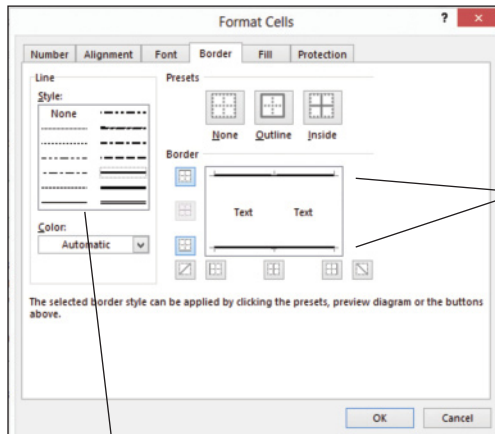 Format Cells
? ×
Number Alignment Font Border Fill Protection
Line
Style:
None
Color:
Automatic
Presets
None Outline Inside
Border
Text Text
The selected border style can be applied by clicking the presets, preview diagram or the buttons
above.
OK Cancel